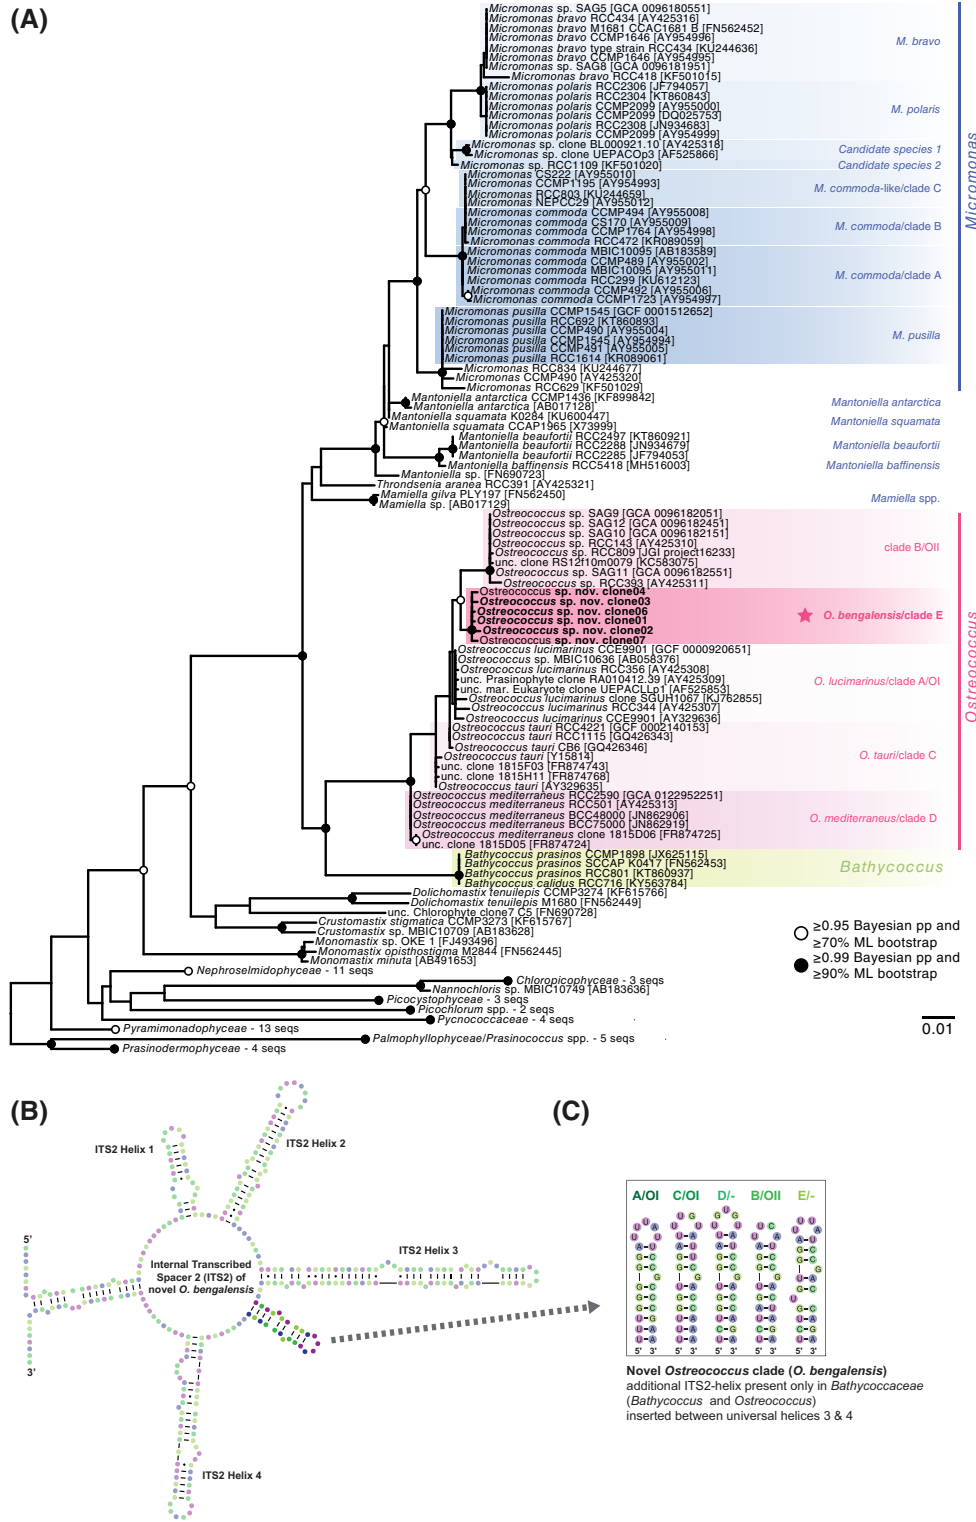 (A)
Micromonas sp. SAG5 [GCA 0096180551]
Micromonas bravo RCC434 [AY425316]
Micromonas bravo M1681 CCAC1681 B [FN562452]
Micromonas bravo CCMP1646 [AY954996]
Micromonas bravo type strain RCC434 [KU244636]
Micromonas bravo CCMP1646 [AY954995]
Micromonas sp. SAG8 [GCA 0096181951]
Micromonas bravo RCC418 [KF501015]
M. bravo
Micromonas polaris RCC2306 [JF794057]
Micromonas polaris RCC2304 [KT860843]
Micromonas polaris CCMP2099 [AY955000]
Micromonas polaris CCMP2099 [DQ025753]
Micromonas polaris RCC2308 [JN934683]
Micromonas polaris CCMP2099 [AY954999]
M. polaris
Micromonas sp. clone BL000921.10 [AY425318]
Micromonas sp. clone UEPACOp3 [AF525866]
Candidate species 1
Micromonas sp. RCC1109 [KF501020]
Candidate species 2
Micromonas CS222 [AY955010]
Micromonas CCMP1195 [AY954993]
Micromonas RCC803 [KU244659]
Micromonas NEPCC29 [AY955012]
M. commoda-like/clade C
Micromonas commoda CCMP494 [AY955008]
Micromonas commoda CS170 [AY955009]
Micromonas commoda CCMP1764 [AY954998]
Micromonas commoda RCC472 [KR089059]
M. commoda/clade B
Micromonas commoda MBIC10095 [AB183589]
Micromonas commoda CCMP489 [AY955002]
Micromonas commoda MBIC10095 [AY955011]
Micromonas commoda RCC299 [KU612123]
Micromonas commoda CCMP492 [AY955006]
Micromonas commoda CCMP1723 [AY954997]
M. commoda/clade A
Micromonas pusilla CCMP1545 [GCF 0001512652]
Micromonas pusilla RCC692 [KT860893]
Micromonas pusilla CCMP490 [AY955004]
Micromonas pusilla CCMP1545 [AY954994]
Micromonas pusilla CCMP491 [AY955005]
Micromonas pusilla RCC1614 [KR089061]
M. pusilla
Micromonas RCC834 [KU244677]
Micromonas CCMP490 [AY425320]
Micromonas RCC629 [KF501029]
Micromonas
Mantoniella antarctica CCMP1436 [KF899842]
Mantoniella antarctica [AB017128]
Mantoniella antarctica
Mantoniella squamata K0284 [KU600447]
Mantoniella squamata CCAP1965 [X73999]
Mantoniella squamata
Mantoniella beaufortii RCC2497 [KT860921]
Mantoniella beaufortii RCC2288 [JN934679]
Mantoniella beaufortii RCC2285 [JF794053]
Mantoniella beaufortii
Mantoniella baffinensis RCC5418 [MH516003]
Mantoniella baffinensis
Mantoniella sp. [FN690723]
Throndsenia aranea RCC391 [AY425321]
Mamiella gilva PLY197 [FN562450]
Mamiella sp. [AB017129]
Mamiella spp.
Ostreococcus sp. SAG9 [GCA 0096182051]
Ostreococcus sp. SAG12 [GCA 0096182451]
Ostreococcus sp. SAG10 [GCA 0096182151]
Ostreococcus sp. RCC143 [AY425310]
Ostreococcus sp. RCC809 [JGI project16233]
unc. clone RS12f10m0079 [KC583075]
Ostreococcus sp. SAG11 [GCA 0096182551]
Ostreococcus sp. RCC393 [AY425311]
clade B/OII
Ostreococcus sp. nov. clone04
Ostreococcus sp. nov. clone03
Ostreococcus sp. nov. clone06
Ostreococcus sp. nov. clone01
Ostreococcus sp. nov. clone02
Ostreococcus sp. nov. clone07
O. bengalensis/clade E
Ostreococcus lucimarinus CCE9901 [GCF 0000920651]
Ostreococcus sp. MBIC10636 [AB058376]
Ostreococcus lucimarinus RCC356 [AY425308]
unc. Prasinophyte clone RA010412.39 [AY425309]
unc. mar. Eukaryote clone UEPACLLp1 [AF525853]
Ostreococcus lucimarinus clone SGUH1067 [KJ762855]
Ostreococcus lucimarinus RCC344 [AY425307]
Ostreococcus lucimarinus CCE9901 [AY329636]
O. lucimarinus/clade A/OI
Ostreococcus tauri RCC4221 [GCF 0002140153]
Ostreococcus tauri RCC1115 [GQ426343]
Ostreococcus tauri CB6 [GQ426346]
Ostreococcus tauri [Y15814]
unc. clone 1815F03 [FR874743]
unc. clone 1815H11 [FR874768]
Ostreococcus tauri [AY329635]
O. tauri/clade C
Ostreococcus mediterraneus RCC2590 [GCA 0122952251]
Ostreococcus mediterraneus RCC501 [AY425313]
Ostreococcus mediterraneus BCC48000 [JN862906]
Ostreococcus mediterraneus BCC75000 [JN862919]
Ostreococcus mediterraneus clone 1815D06 [FR874725]
unc. clone 1815D05 [FR874724]
O. mediterraneus/clade D
Ostreococcus
Bathycoccus prasinos CCMP1898 [JX625115]
Bathycoccus prasinos SCCAP K0417 [FN562453]
Bathycoccus prasinos RCC801 [KT860937]
Bathycoccus calidus RCC716 [KY563784]
Bathycoccus
Dolichomastix tenuilepis CCMP3274 [KF615766]
Dolichomastix tenuilepis M1680 [FN562449]
unc. Chlorophyte clone7 C5 [FN690728]
Crustomastix stigmatica CCMP3273 [KF615767]
Crustomastix sp. MBIC10709 [AB183628]
Monomastix sp. OKE 1 [FJ493496]
Monomastix opisthostigma M2844 [FN562445]
Monomastix minuta [AB491653]
Nephroselmidophyceae - 11 seqs
Chloropicophyceae - 3 seqs
Nannochloris sp. MBIC10749 [AB183636]
Picocystophyceae - 3 seqs
Picochlorum spp. - 2 seqs
Pycnococcaceae - 4 seqs
Pyramimonadophyceae - 13 seqs
Palmophyllophyceae/Prasinococcus spp. - 5 seqs
Prasinodermophyceae - 4 seqs
≥0.95 Bayesian pp and
≥70% ML bootstrap
≥0.99 Bayesian pp and
≥90% ML bootstrap
0.01
(B)
ITS2 Helix 1
ITS2 Helix 2
ITS2 Helix 3
ITS2 Helix 4
5'
3'
Internal Transcribed
Spacer 2 (ITS2) of
novel O. bengalensis
(C)
A/OI C/OI D/- B/OII E/-
5' 3' 5' 3' 5' 3' 5' 3' 5' 3'
Novel Ostreococcus clade (O. bengalensis)
additional ITS2-helix present only in Bathycoccaceae
(Bathycoccus and Ostreococcus)
inserted between universal helices 3 & 4